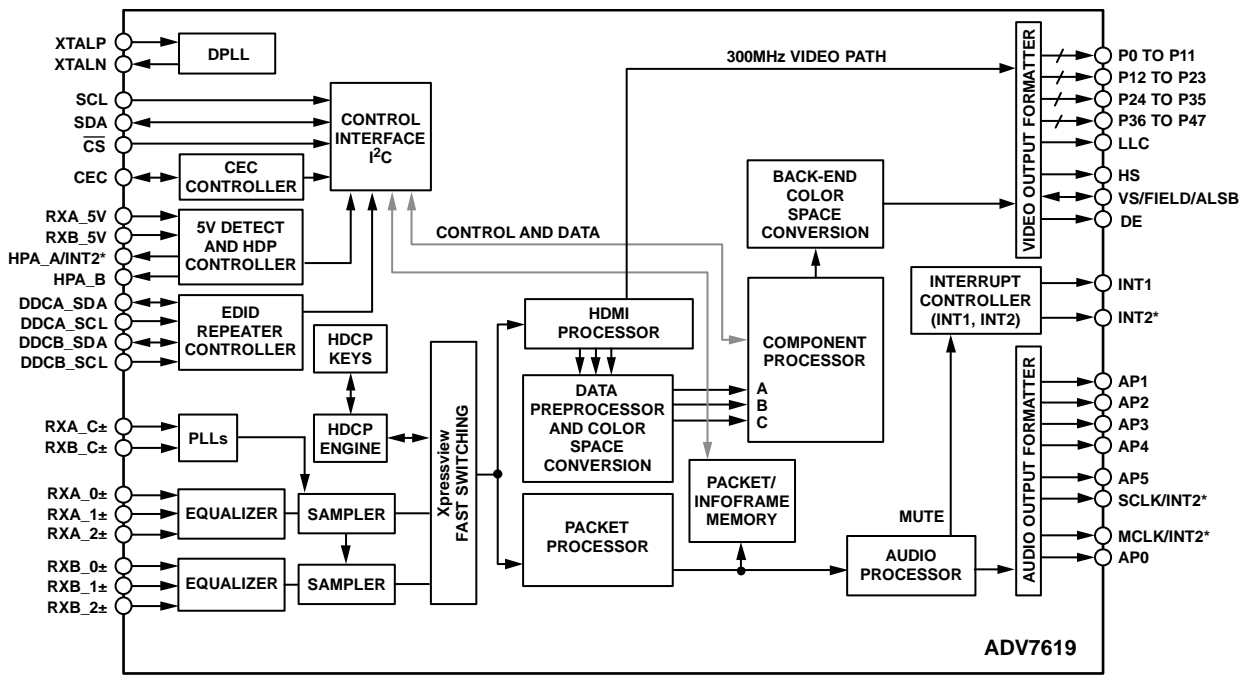 XTALP
XTALN
DPLL
SCL
SDA
CS
CEC
CONTROL
INTERFACE
I2C
CEC
CONTROLLER
RXA_5V
RXB_5V
HPA_A/INT2*
HPA_B
5V DETECT
AND HDP
CONTROLLER
DDCA_SDA
DDCA_SCL
DDCB_SDA
DDCB_SCL
EDID
REPEATER
CONTROLLER
HDCP
KEYS
HDCP
ENGINE
RXA_C±
RXB_C±
PLLs
RXA_0±
RXA_1±
RXA_2±
EQUALIZER
SAMPLER
RXB_0±
RXB_1±
RXB_2±
EQUALIZER
SAMPLER
Xpressview
FAST SWITCHING
300MHz VIDEO PATH
CONTROL AND DATA
HDMI
PROCESSOR
DATA
PREPROCESSOR
AND COLOR
SPACE
CONVERSION
PACKET
PROCESSOR
A
B
C
COMPONENT
PROCESSOR
BACK-END
COLOR
SPACE
CONVERSION
PACKET/
INFOFRAME
MEMORY
MUTE
AUDIO
PROCESSOR
INTERRUPT
CONTROLLER
(INT1, INT2)
VIDEO OUTPUT FORMATTER
P0 TO P11
P12 TO P23
P24 TO P35
P36 TO P47
LLC
HS
VS/FIELD/ALSB
DE
INT1
INT2*
AUDIO OUTPUT FORMATTER
AP1
AP2
AP3
AP4
AP5
SCLK/INT2*
MCLK/INT2*
AP0
ADV7619